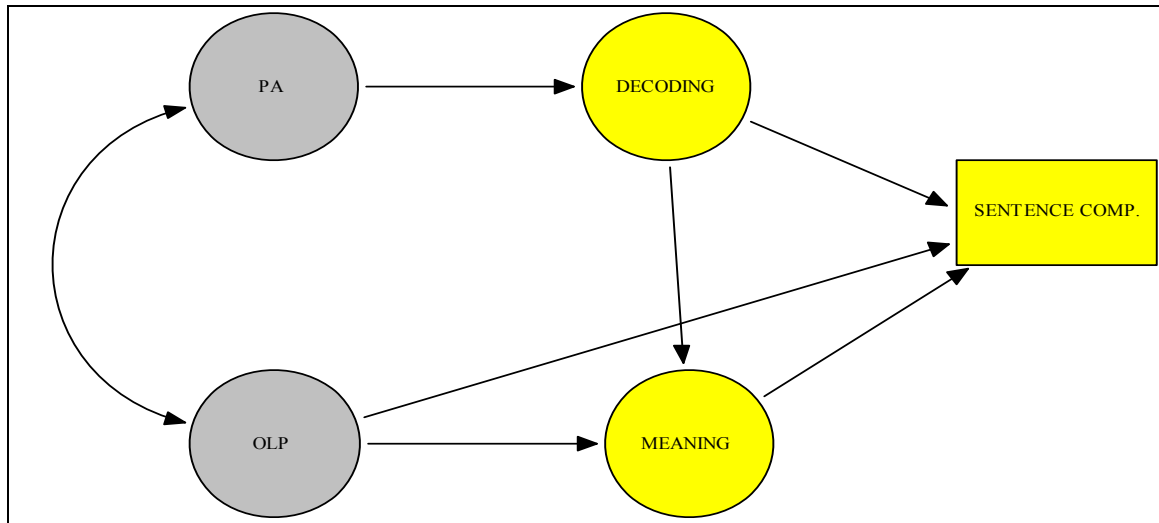 PA
DECODING
SENTENCE COMP.
OLP
MEANING